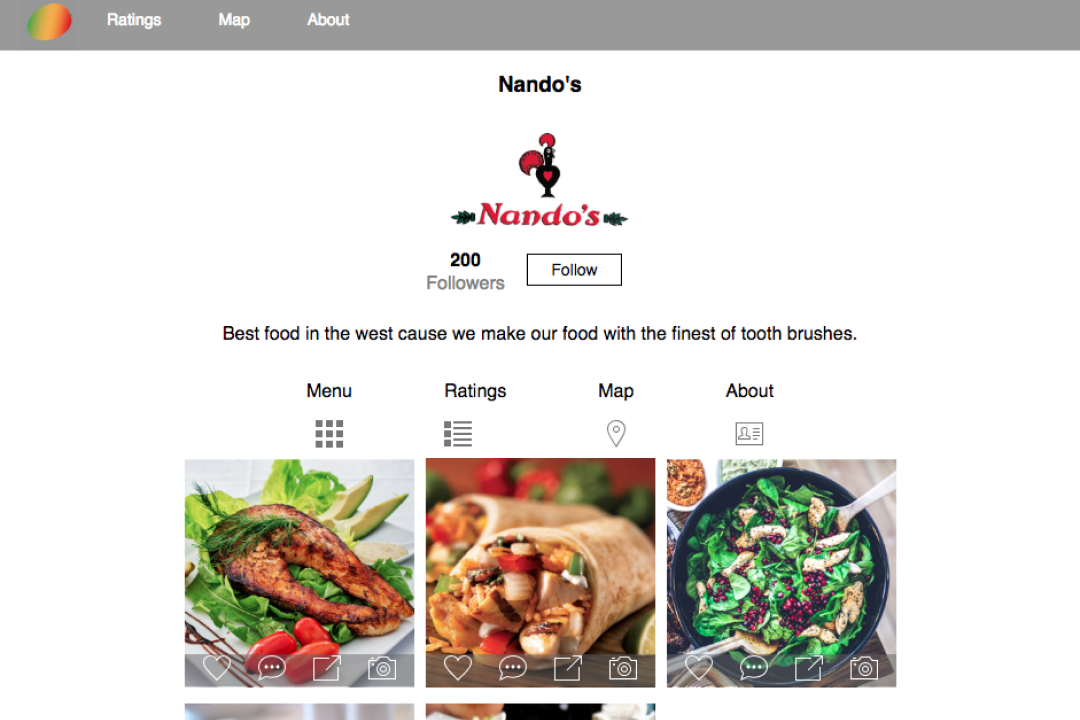 Ratings Map About
Nando's
Nando's
200
Followers
Follow
Best food in the west cause we make our food with the finest of tooth brushes.
Menu Ratings Map About